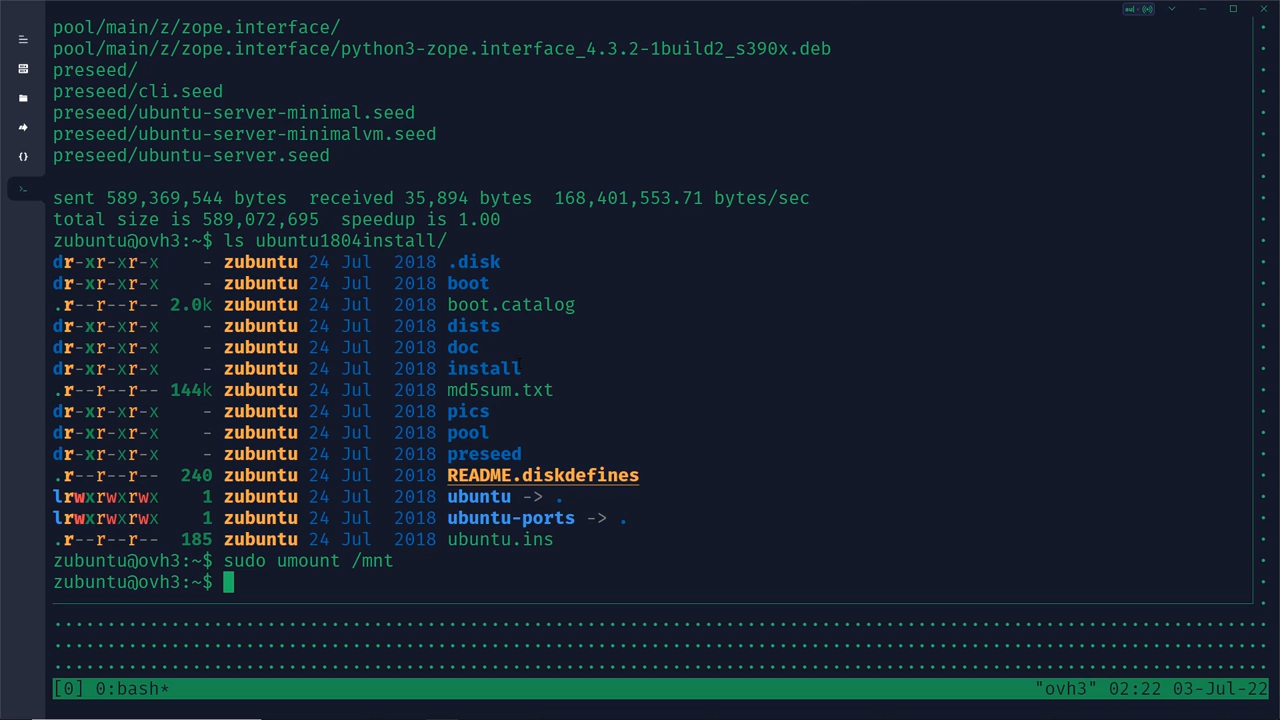 pool/main/z/zope.interface/
pool/main/z/zope.interface/python3-zope.interface_4.3.2-1build2_s390x.deb
preseed/
preseed/cli.seed
preseed/ubuntu-server-minimal.seed
preseed/ubuntu-server-minimalvm.seed
preseed/ubuntu-server.seed
sent 589,369,544 bytes  received 35,894 bytes  168,401,553.71 bytes/sec
total size is 589,072,695  speedup is 1.00
zubuntu@ovh3:~$ ls ubuntu1804install/
dr-xr-xr-x    - zubuntu 24 Jul  2018 .disk
dr-xr-xr-x    - zubuntu 24 Jul  2018 boot
.r--r--r-- 2.0k zubuntu 24 Jul  2018 boot.catalog
dr-xr-xr-x    - zubuntu 24 Jul  2018 dists
dr-xr-xr-x    - zubuntu 24 Jul  2018 doc
dr-xr-xr-x    - zubuntu 24 Jul  2018 install
.r--r--r-- 144k zubuntu 24 Jul  2018 md5sum.txt
dr-xr-xr-x    - zubuntu 24 Jul  2018 pics
dr-xr-xr-x    - zubuntu 24 Jul  2018 pool
dr-xr-xr-x    - zubuntu 24 Jul  2018 preseed
.r--r--r--  240 zubuntu 24 Jul  2018 README.diskdefines
lrwxrwxrwx    1 zubuntu 24 Jul  2018 ubuntu -> .
lrwxrwxrwx    1 zubuntu 24 Jul  2018 ubuntu-ports -> .
.r--r--r--  185 zubuntu 24 Jul  2018 ubuntu.ins
zubuntu@ovh3:~$ sudo umount /mnt
zubuntu@ovh3:~$
[0] 0:bash* "ovh3" 02:22 03-Jul-22